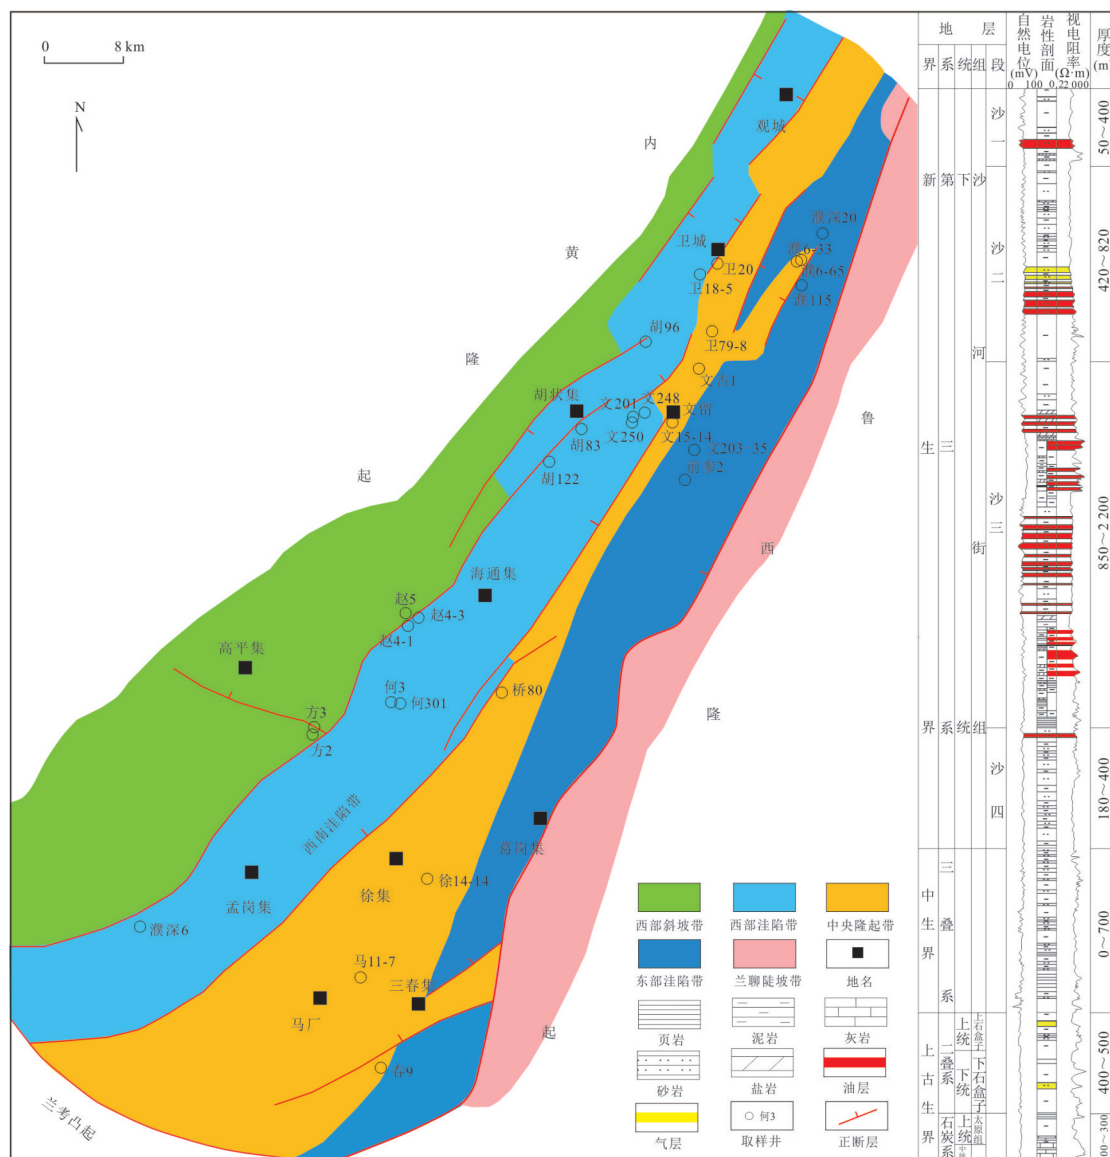 0 8 km
N
内
黄
隆
起
鲁
西
隆
起
兰考凸起
观城
卫城
濮深20
濮6-33
濮6-65
濮115
卫20
卫18-5
胡96
卫79-8
文古1
胡状集
文201
文248
文留
文250
文15-14
胡83
文203-35
前参2
胡122
海通集
赵5
赵4-3
赵4-1
高平集
何3
何301
桥80
方3
方2
西南洼陷带
葛岗集
孟岗集
徐集
徐14-14
濮深6
马11-7
三春集
马厂
春9
西部斜坡带
西部洼陷带
中央隆起带
东部洼陷带
兰聊陡坡带
地名
页岩
泥岩
灰岩
砂岩
盐岩
油层
气层
何3
取样井
正断层
地层
界 系 统 组 段
自然电位
(mV)
0 100
岩性剖面
视电阻率
(Ω·m)
0 22 000
厚度
(m)
新生界
第三系
下统
沙河街组
沙一
50~400
沙二
420~820
沙三
850~2 200
沙四
180~400
中生界
三叠系
0~700
上古生界
二叠系
上统
上石盒子
下统
下石盒子
400~500
石炭系
上统
太原组